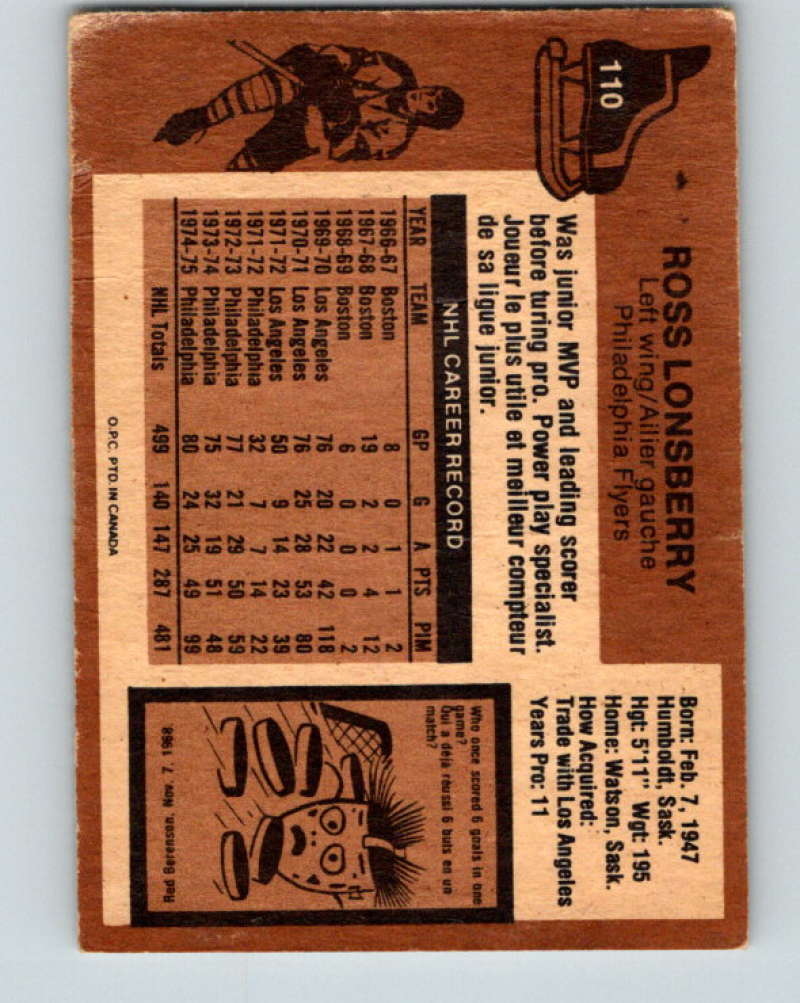 110
ROSS LONSBERRY
Left wing/Ailier gauche
Philadelphia Flyers
Born: Feb. 7, 1947
Humboldt, Sask.
Hgt: 5'11" Wgt: 195
Home: Watson, Sask.
How Acquired:
Trade with Los Angeles
Years Pro: 11
Was junior MVP and leading scorer
before turing pro. Power play specialist.
Joueur le plus utile et meilleur compteur
de sa ligue junior.
NHL CAREER RECORD
YEAR TEAM GP G A PTS PIM
1966-67 Boston 8 0 1 1 2
1967-68 Boston 19 2 2 4 12
1968-69 Boston 6 0 0 0 2
1969-70 Los Angeles 76 20 22 42 118
1970-71 Los Angeles 76 25 28 53 80
1971-72 Los Angeles 50 9 14 23 39
1971-72 Philadelphia 32 7 7 14 22
1972-73 Philadelphia 77 21 29 50 59
1973-74 Philadelphia 75 32 19 51 48
1974-75 Philadelphia 80 24 25 49 99
NHL Totals 499 140 147 287 481
Who once scored 6 goals in one
game?
Qui a déja réussi 6 buts en un
match?
Red Berenson, Nov. 7, 1968.
O.P.C. PTD. IN CANADA